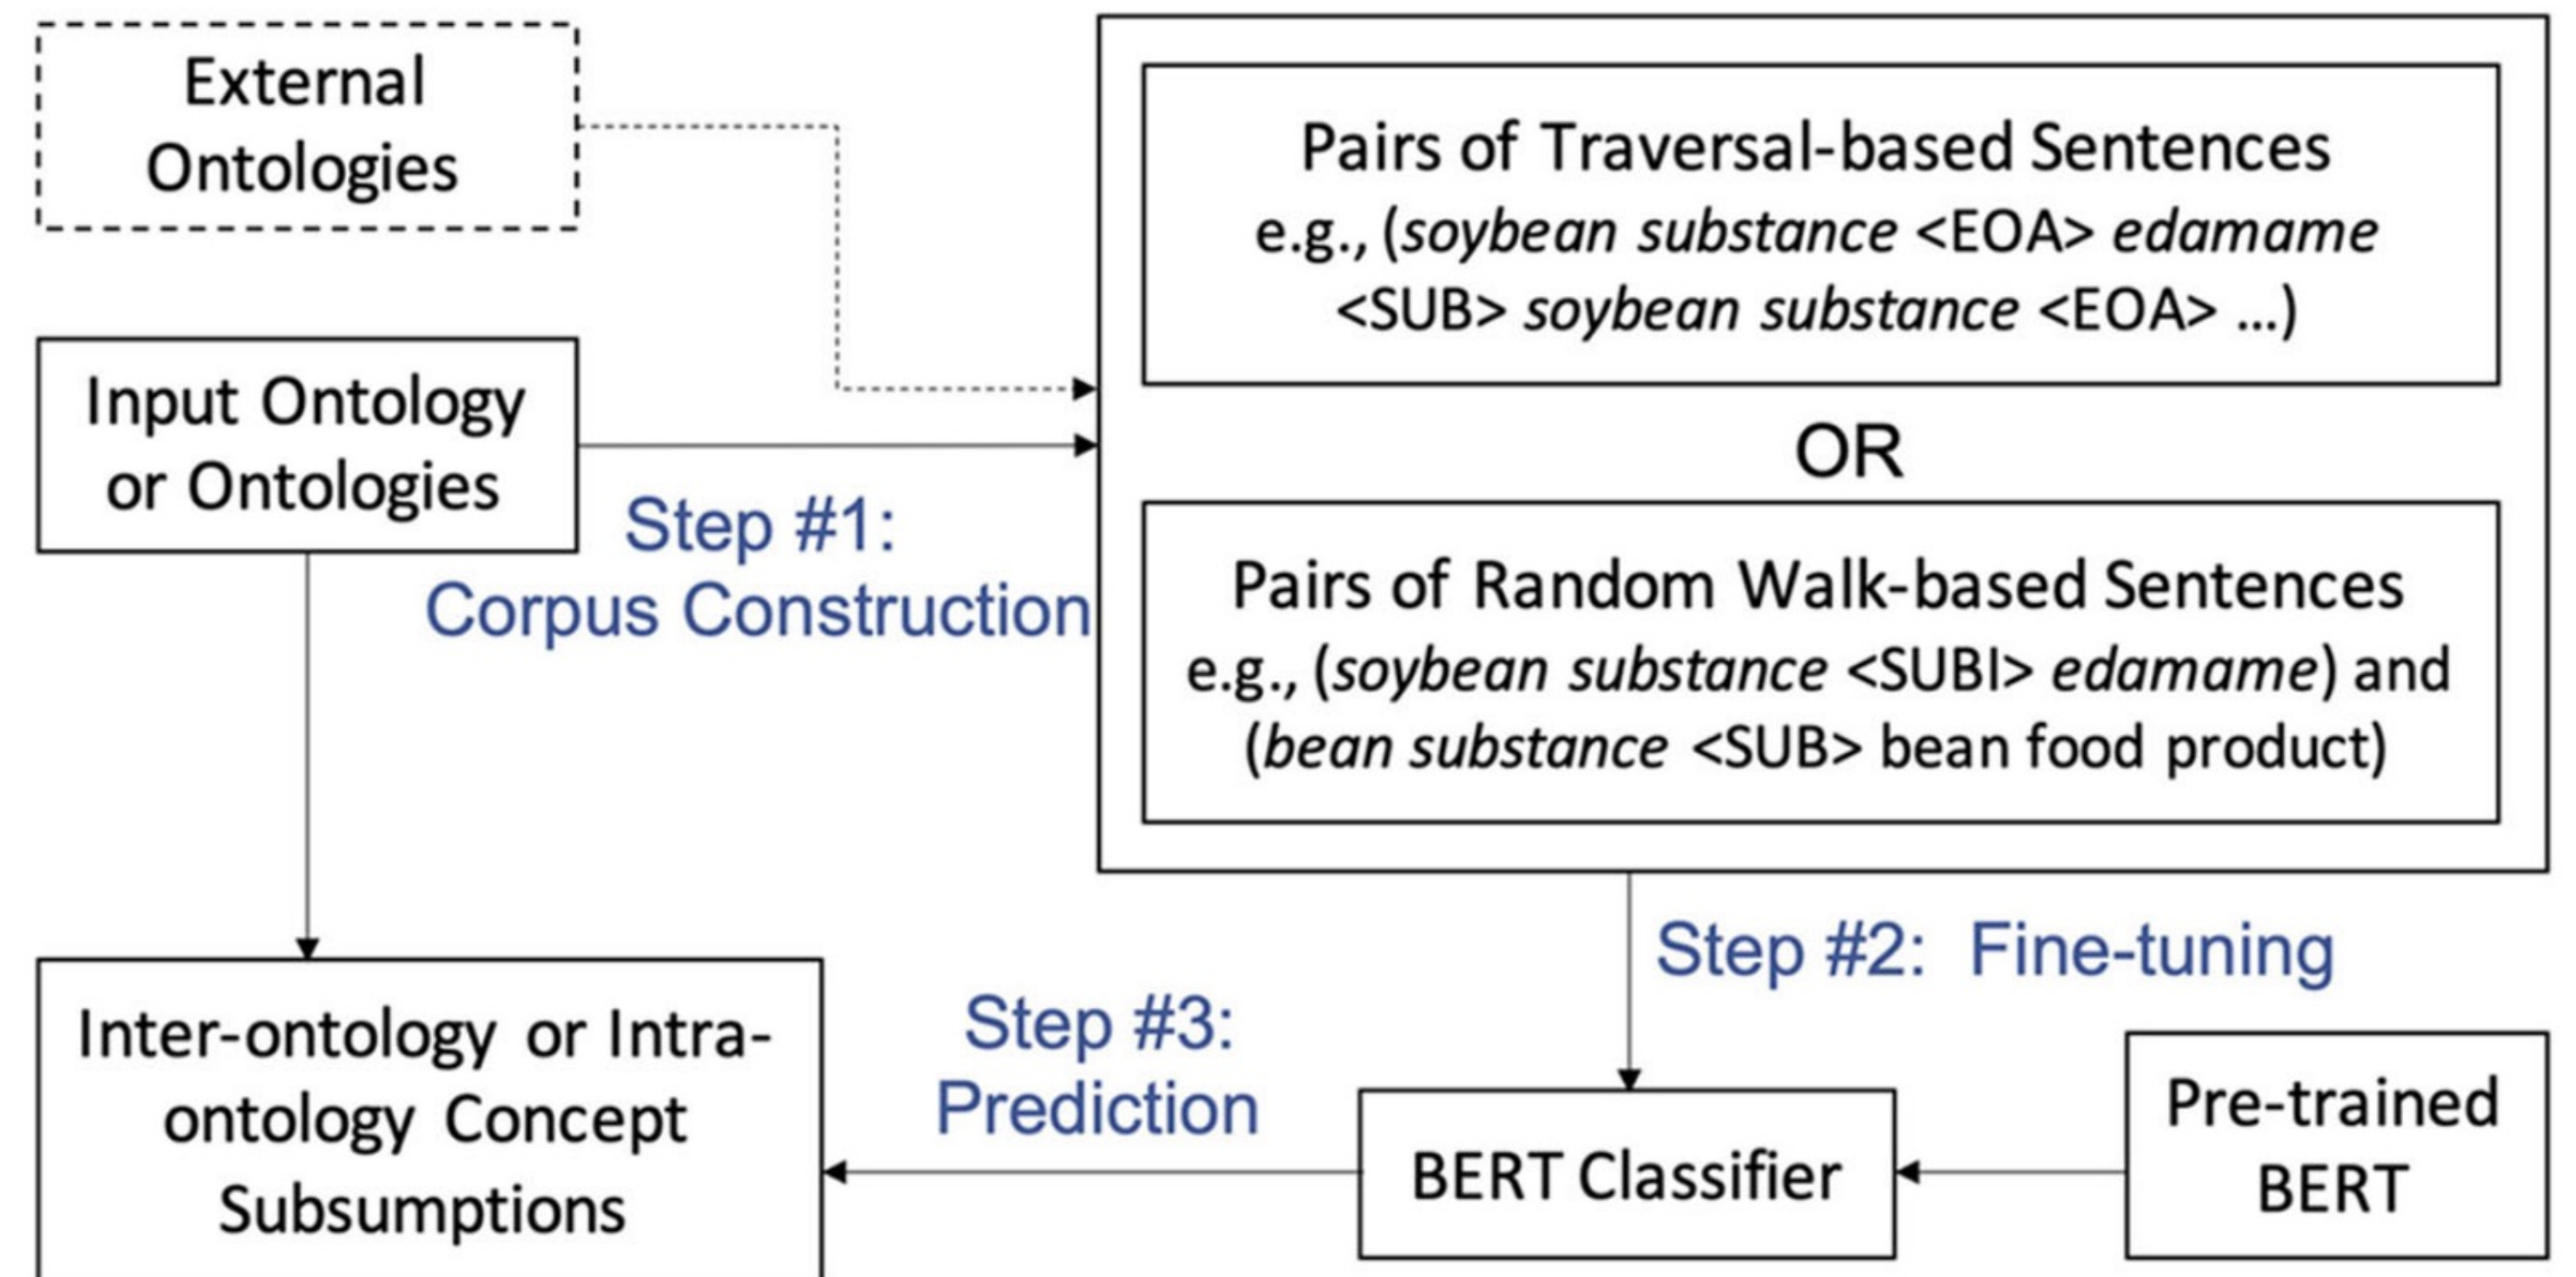 External
Ontologies
Input Ontology
or Ontologies
Step #1:
Corpus Construction
Pairs of Traversal-based Sentences
e.g., (soybean substance <EOA> edamame
<SUB> soybean substance <EOA> ...)
OR
Pairs of Random Walk-based Sentences
e.g., (soybean substance <SUBI> edamame) and
(bean substance <SUB> bean food product)
Step #2: Fine-tuning
Pre-trained
BERT
BERT Classifier
Step #3:
Prediction
Inter-ontology or Intra-
ontology Concept
Subsumptions